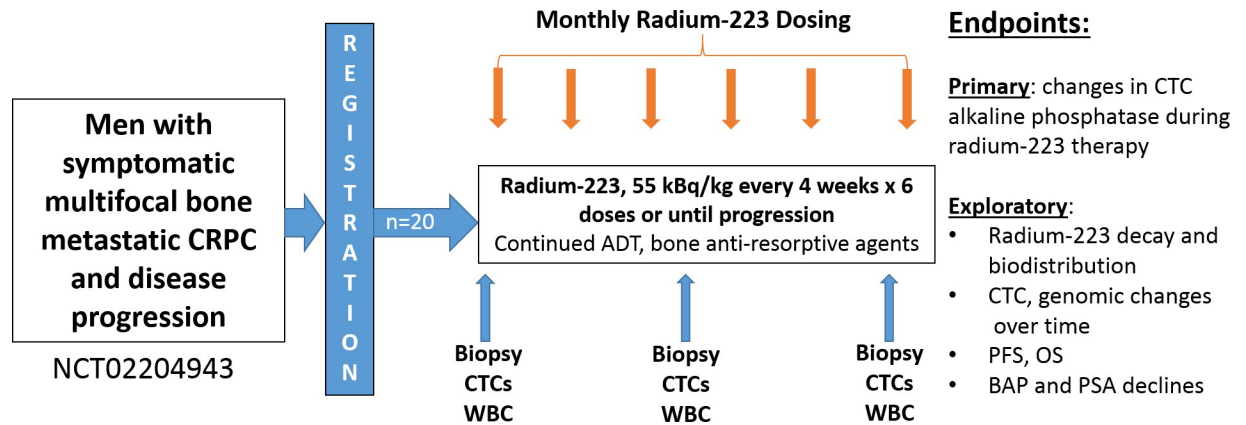 Men with
symptomatic
multifocal bone
metastatic CRPC
and disease
progression
NCT02204943
REGISTRATION
n=20
Monthly Radium-223 Dosing
Radium-223, 55 kBq/kg every 4 weeks x 6
doses or until progression
Continued ADT, bone anti-resorptive agents
Biopsy
CTCs
WBC
Biopsy
CTCs
WBC
Biopsy
CTCs
WBC
Endpoints:
Primary: changes in CTC
alkaline phosphatase during
radium-223 therapy
Exploratory:
• Radium-223 decay and
biodistribution
• CTC, genomic changes
over time
• PFS, OS
• BAP and PSA declines